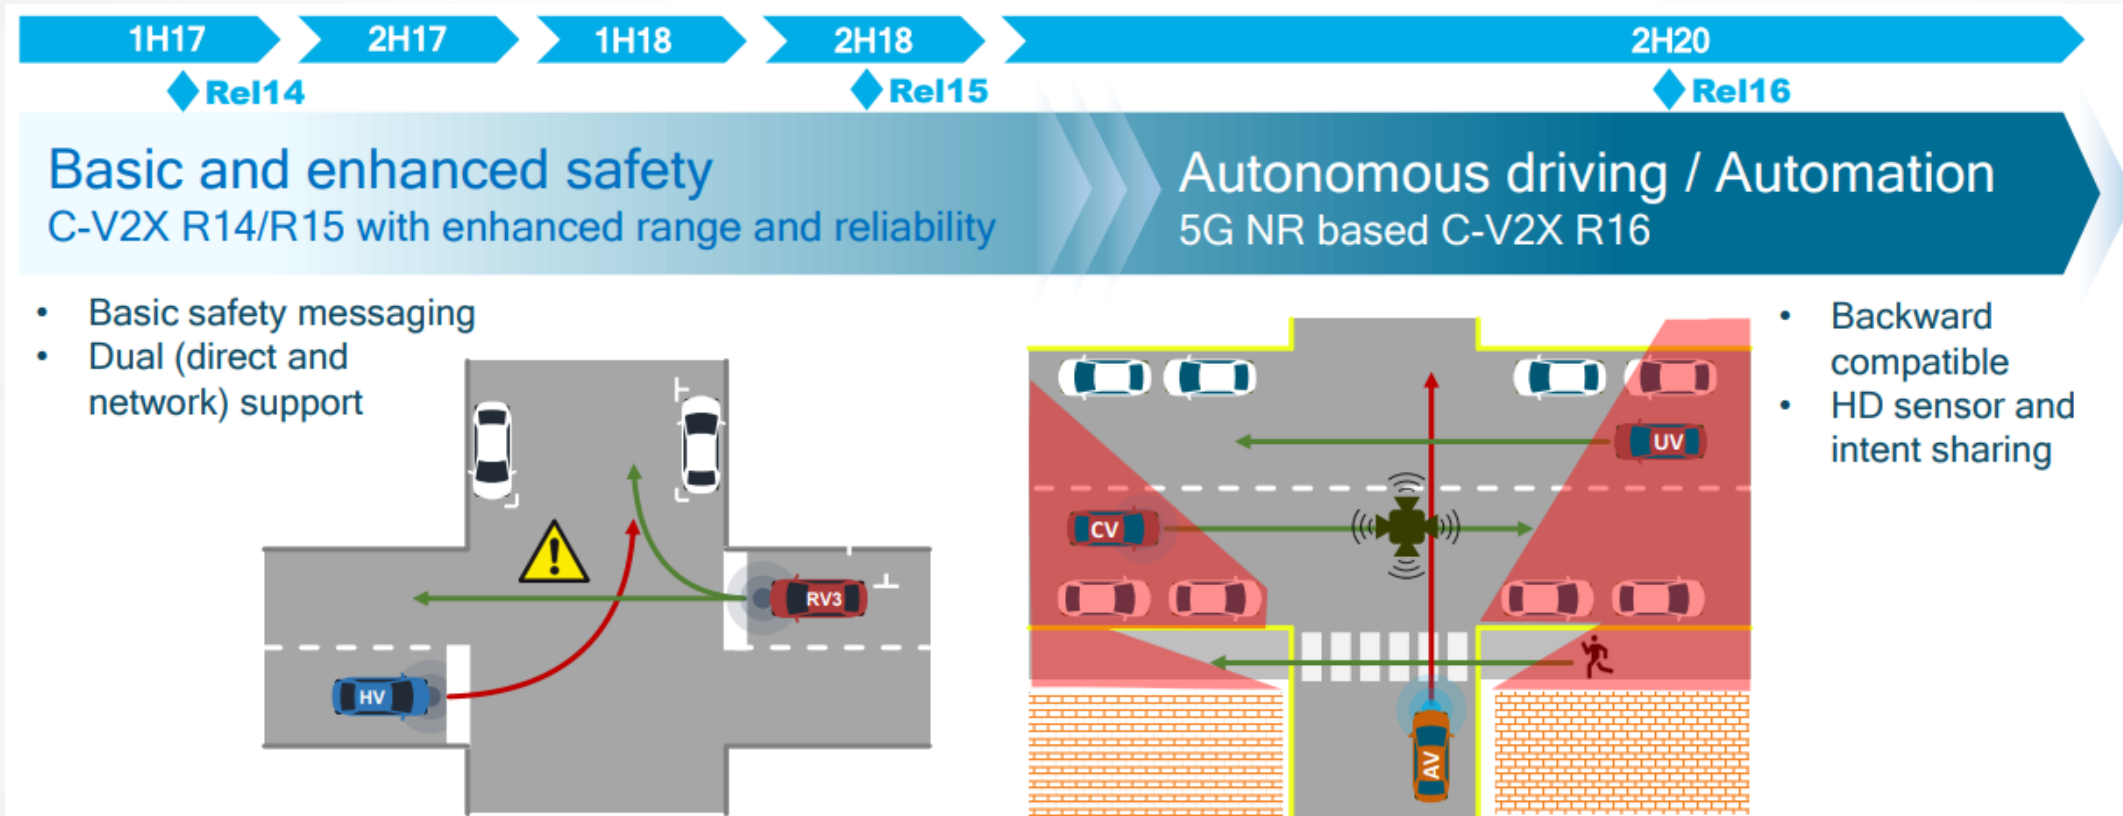 1H17
2H17
1H18
2H18
2H20
Rel14
Rel15
Rel16
Basic and enhanced safety
C-V2X R14/R15 with enhanced range and reliability
Autonomous driving / Automation
5G NR based C-V2X R16
• Basic safety messaging
• Dual (direct and
network) support
RV3
HV
UV
CV
AV
• Backward
compatible
• HD sensor and
intent sharing